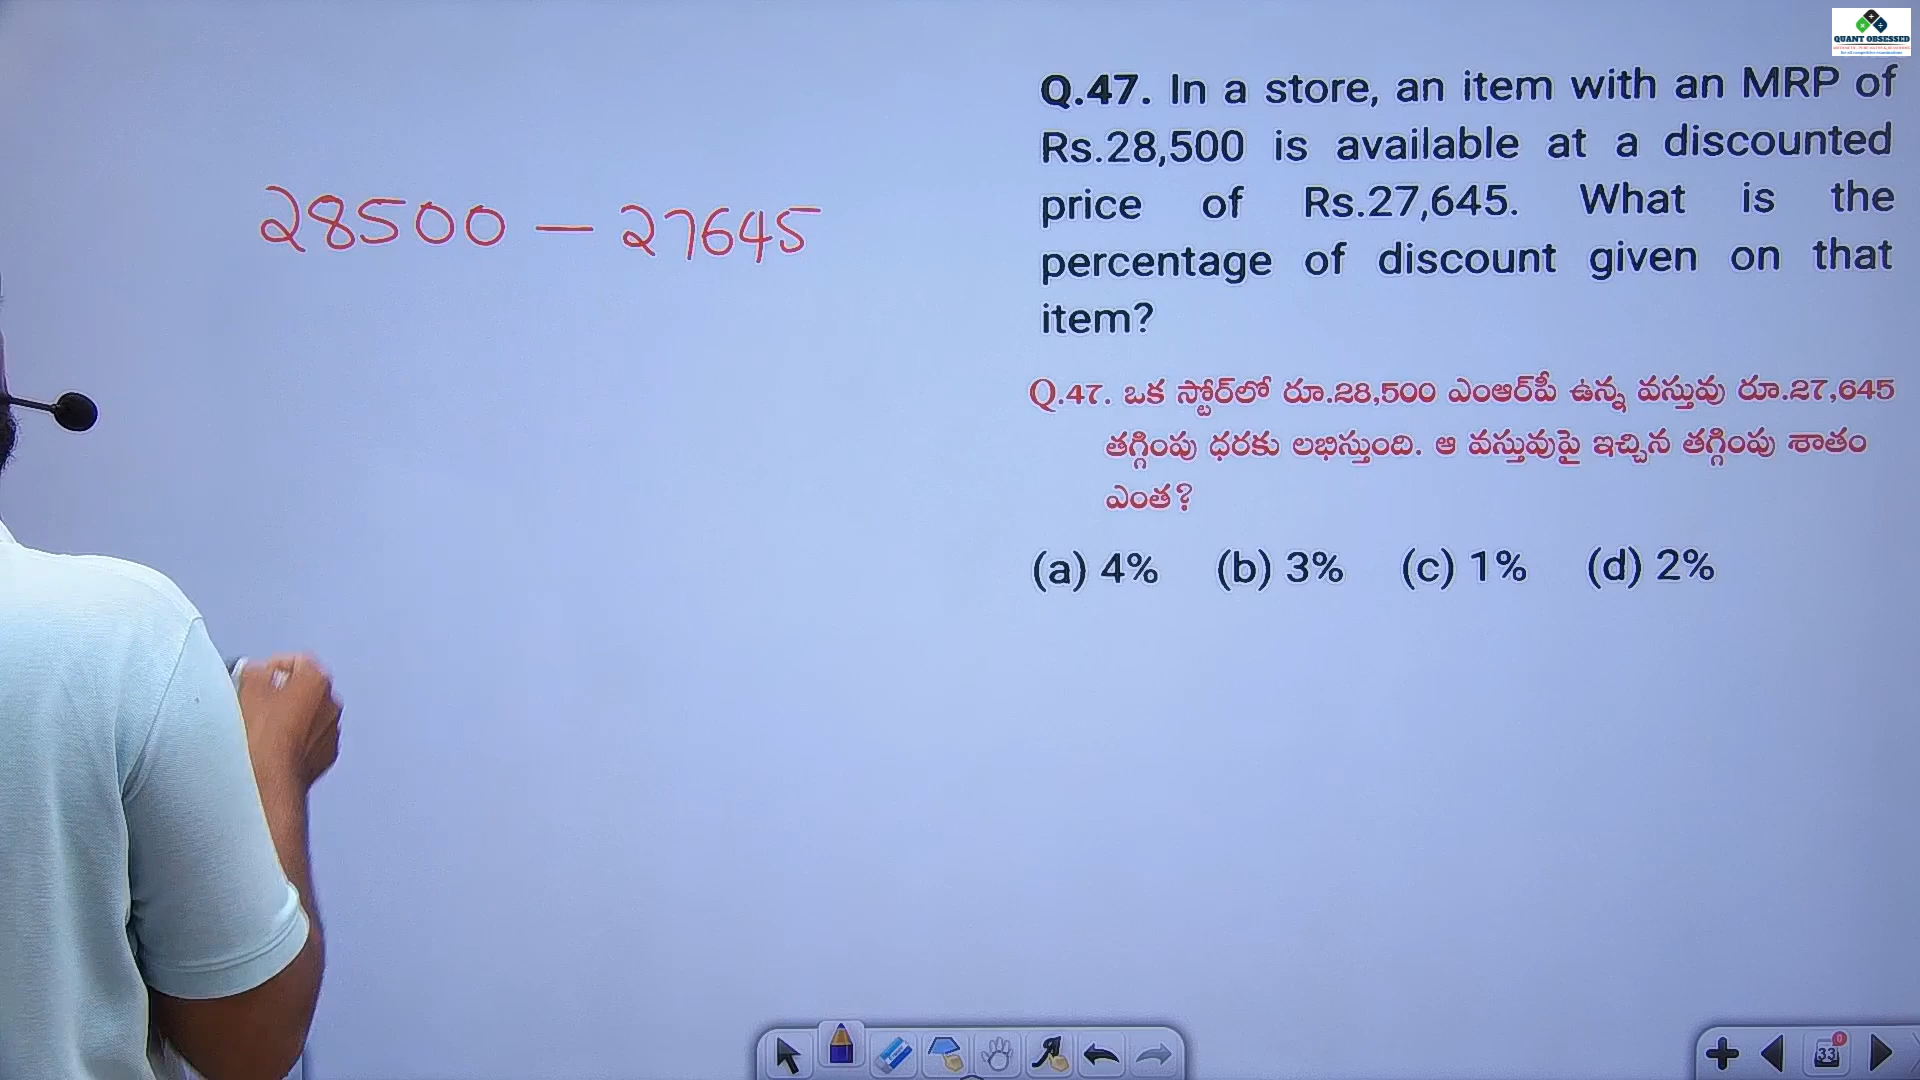 QUANT OBSESSED
28500 — 27645
Q.47. In a store, an item with an MRP of
Rs.28,500 is available at a discounted
price of Rs.27,645. What is the
percentage of discount given on that
item?
Q.47. ఒక స్టోర్‌లో రూ.28,500 ఎంఆర్‌పీ ఉన్న వస్తువు రూ.27,645
తగ్గింపు ధరకు లభిస్తుంది. ఆ వస్తువుపై ఇచ్చిన తగ్గింపు శాతం
ఎంత?
(a) 4% (b) 3% (c) 1% (d) 2%
33
0